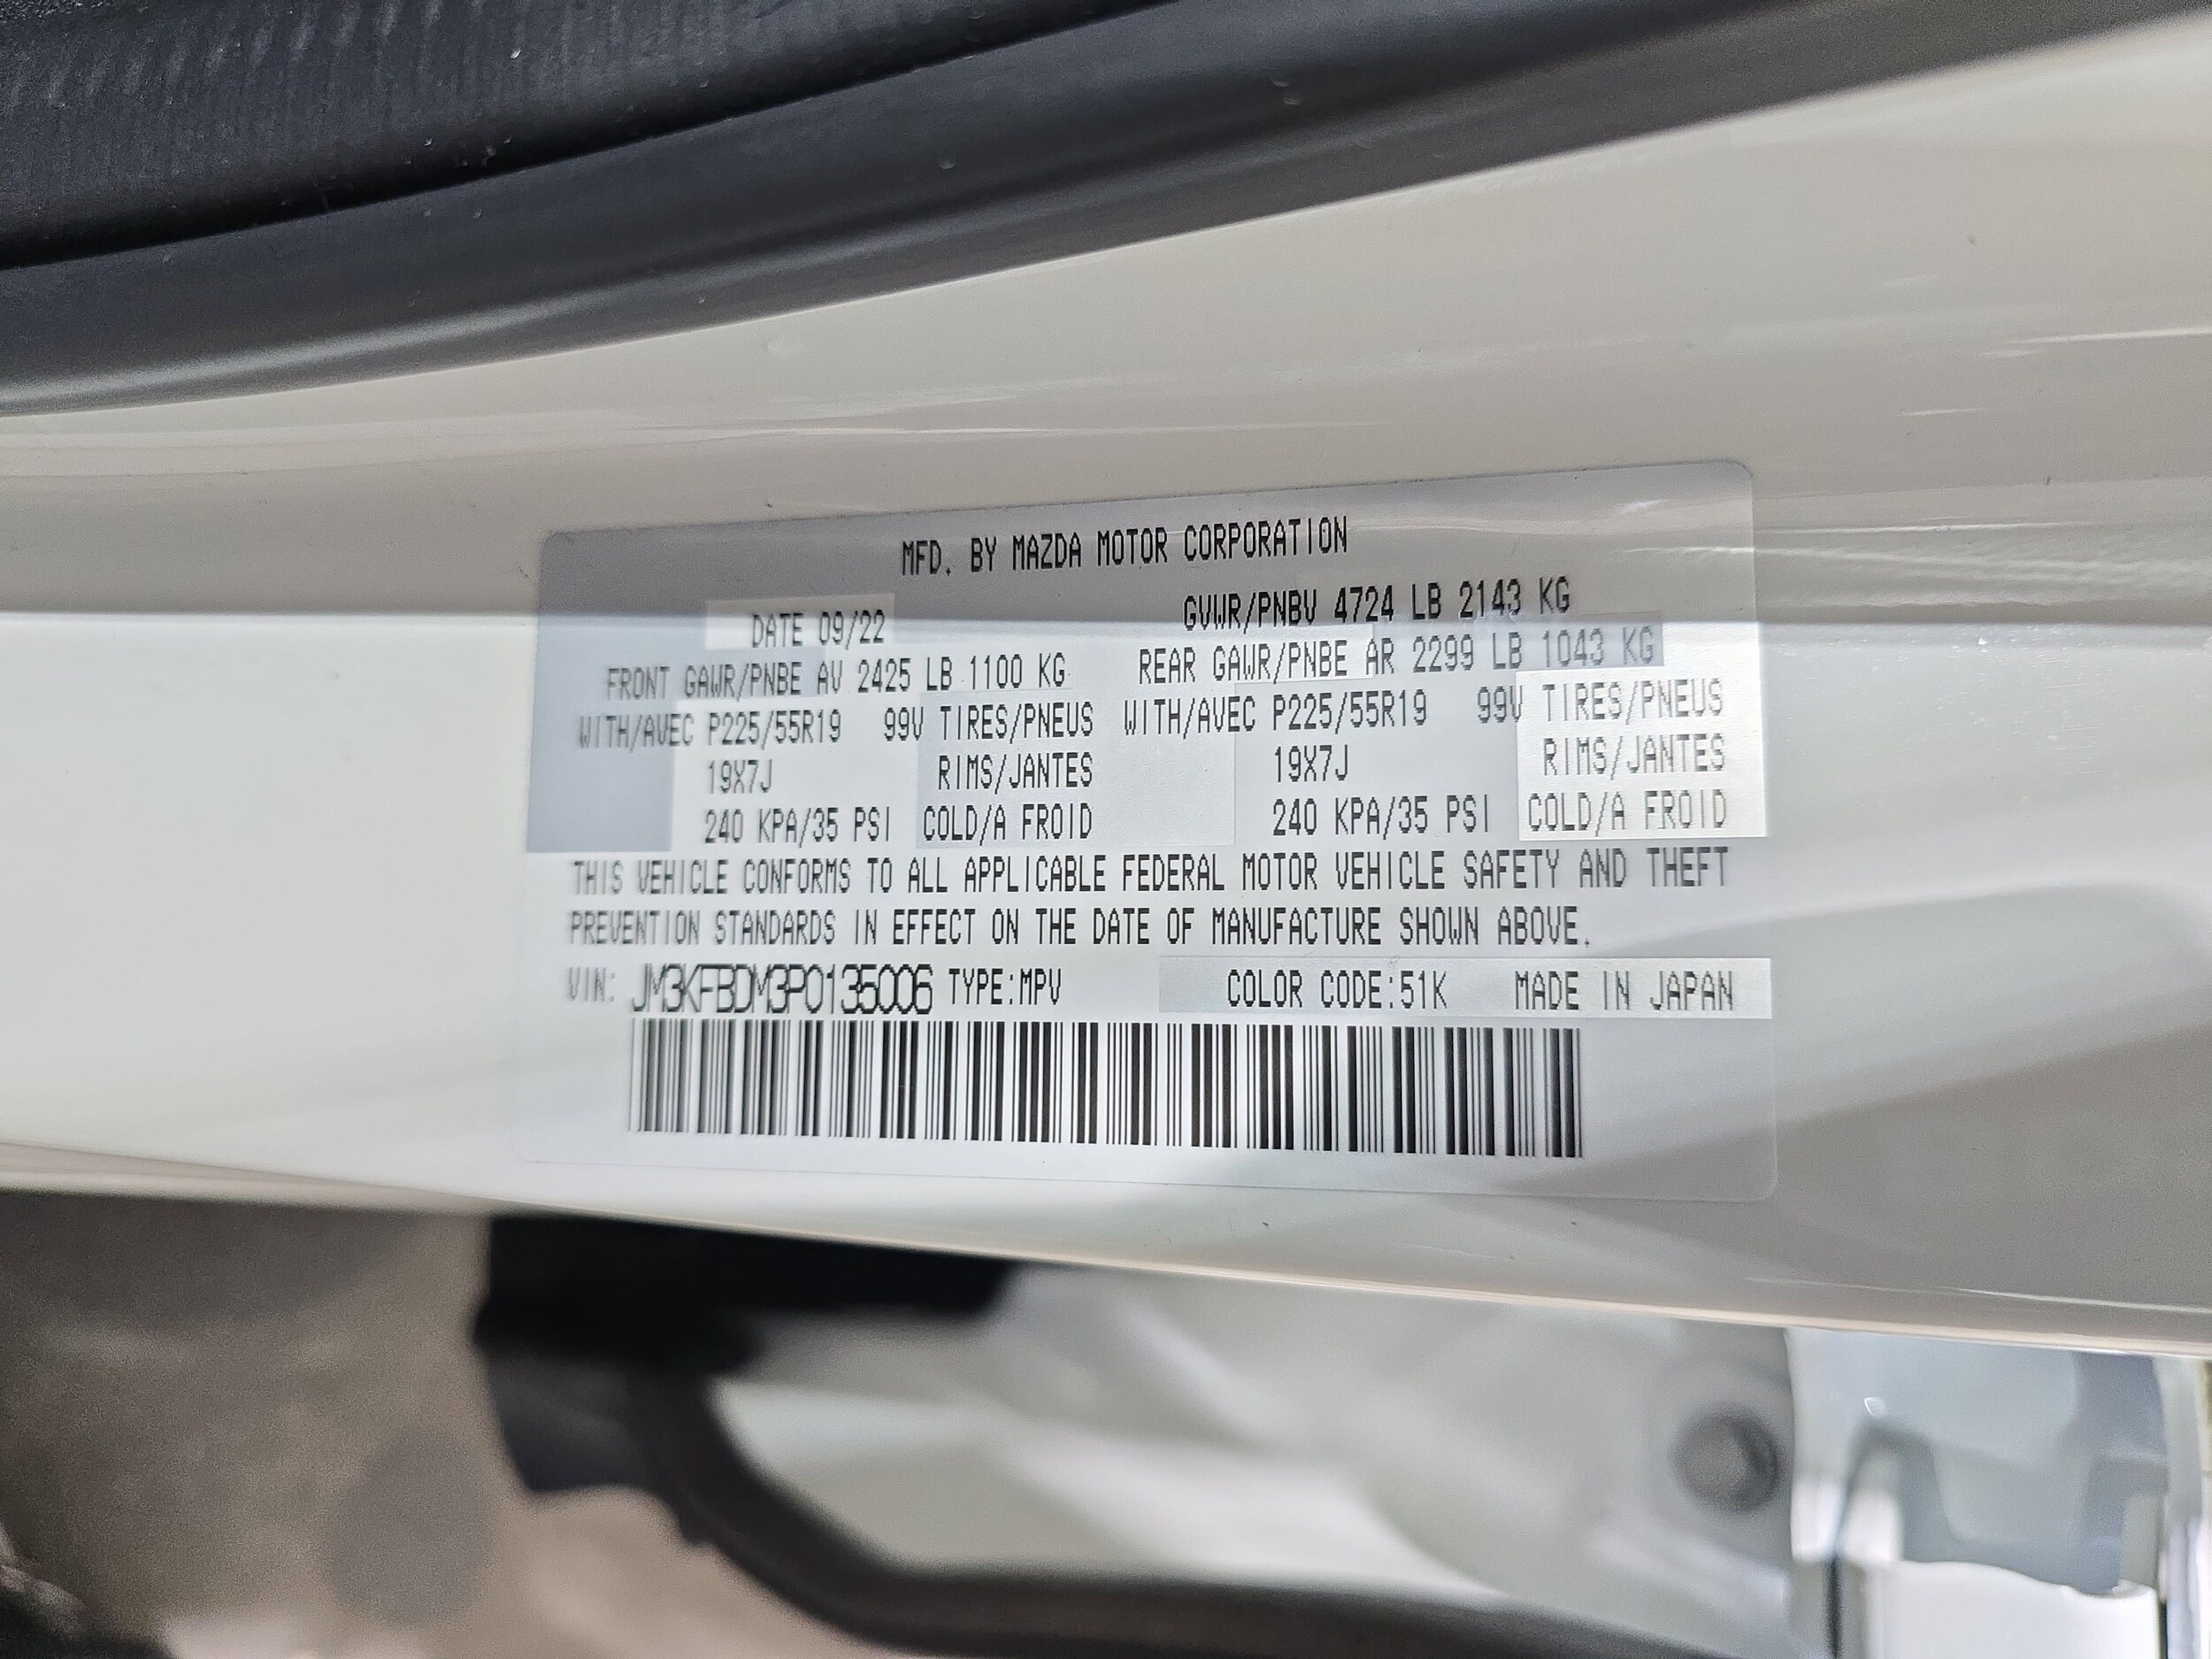 MFD. BY MAZDA MOTOR CORPORATION
DATE 09/22 GVWR/PNBV 4724 LB 2143 KG
FRONT GAWR/PNBE AV 2425 LB 1100 KG REAR GAWR/PNBE AR 2299 LB 1043 KG
WITH/AVEC P225/55R19 99V TIRES/PNEUS WITH/AVEC P225/55R19 99V TIRES/PNEUS
19X7J RIMS/JANTES 19X7J RIMS/JANTES
240 KPA/35 PSI COLD/A FROID 240 KPA/35 PSI COLD/A FROID
THIS VEHICLE CONFORMS TO ALL APPLICABLE FEDERAL MOTOR VEHICLE SAFETY AND THEFT
PREVENTION STANDARDS IN EFFECT ON THE DATE OF MANUFACTURE SHOWN ABOVE.
VIN: JM3KFBDM3P0135006 TYPE:MPV COLOR CODE:51K MADE IN JAPAN